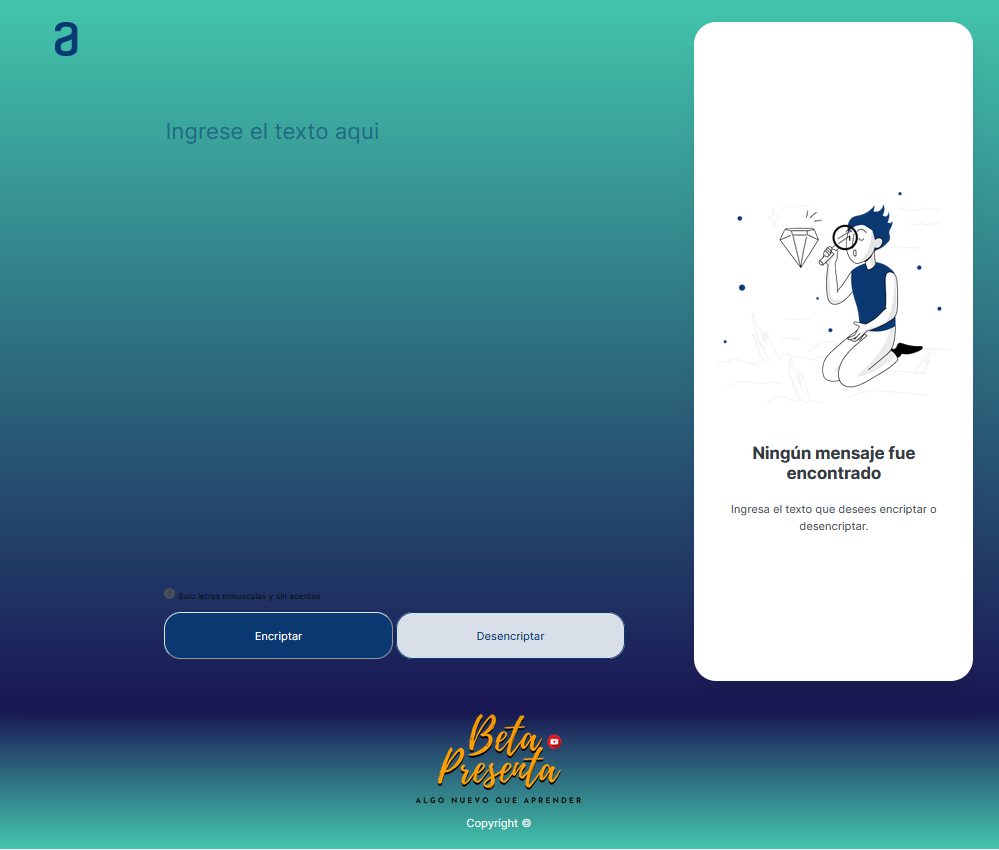 a
Ingrese el texto aqui
Ningún mensaje fue
encontrado
Ingresa el texto que desees encriptar o
desencriptar.
Solo letras minusculas y sin acentos
Encriptar
Desencriptar
Beta
Presenta
ALGO NUEVO QUE APRENDER
Copyright ©